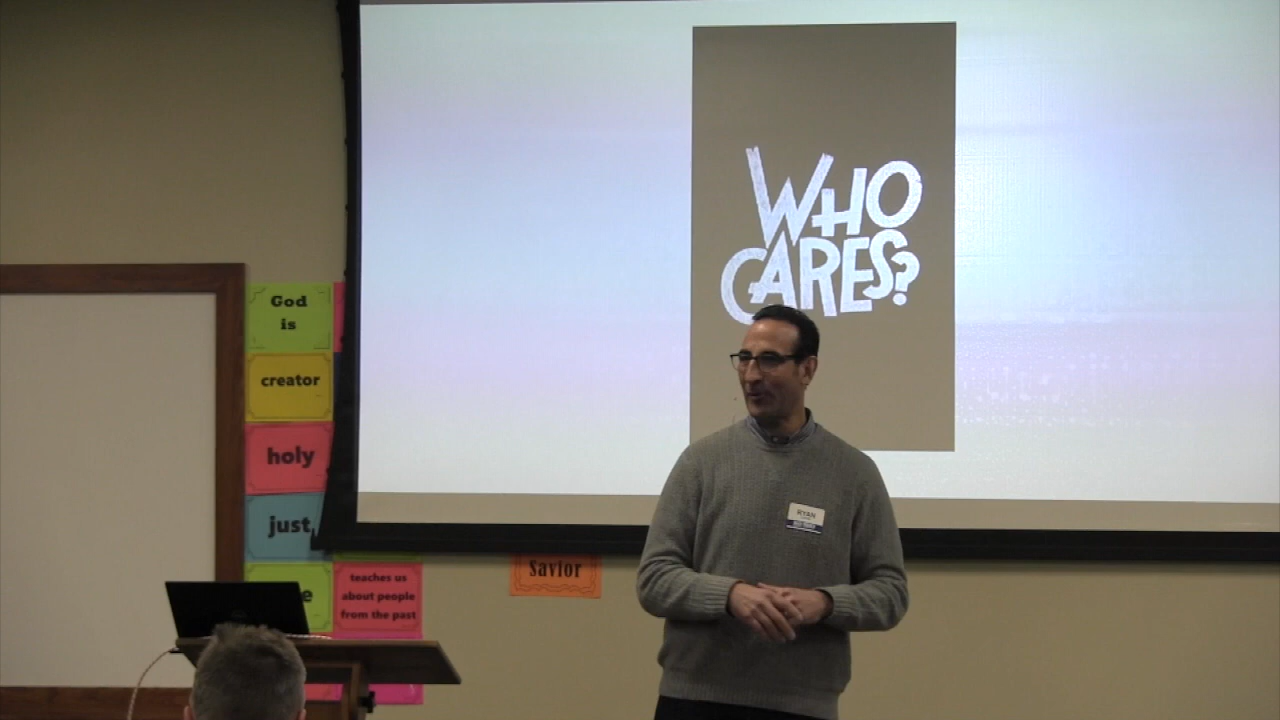 WHO
CARES?
God
is
creator
holy
just,
teaches us
about people
from the past
Savior
RYAN